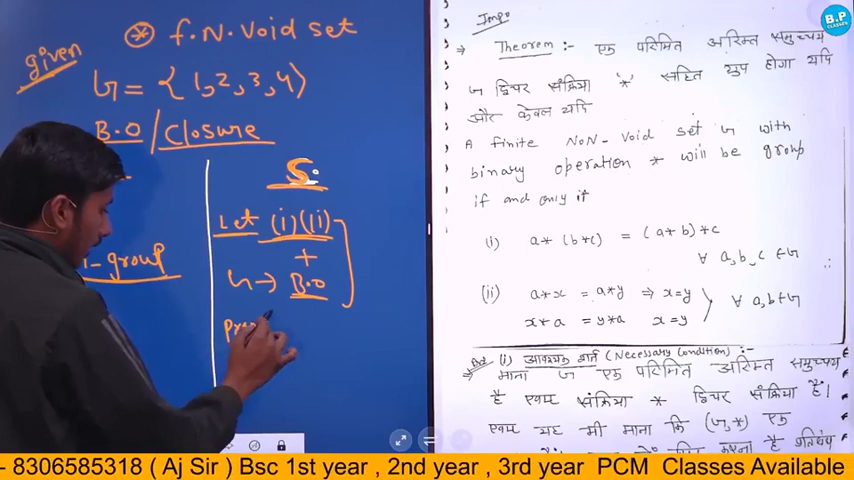 given
* f.N.Void set
G = { 1,2,3,4}
B.O / Closure
- group
S.
Let (i) (ii)
+
G → B.O
Pr
Impo
B.P CLASSES
⇒ Theorem :- एक परिमित अरिक्त समुच्चय
G द्विचर संक्रिया '*' सहित ग्रुप होगा यदि
और केवल यदि
A finite NON-Void set G with
binary operation * will be group
if and only if
(i) a*(b*c) = (a*b)*c
∀ a,b,c ∈ G
(ii) a*x = a*y ⇒ x=y
x*a = y*a x=y
∀ a,b ∈ G
(i) आवश्यक शर्त (Necessary Condition) :-
⇒ माना G एक परिमित अरिक्त समुच्चय
है एवम संक्रिया * द्विचर संक्रिया है।
एवम यह भी माना कि (G,*) एक
- 8306585318 ( Aj Sir ) Bsc 1st year , 2nd year , 3rd year PCM Classes Available